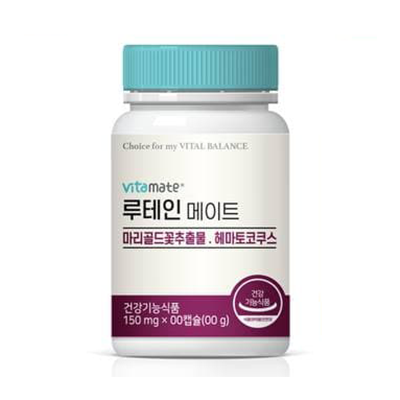 Choice for my VITAL BALANCE
vitamate®
루테인 메이트
마리골드꽃추출물 . 헤마토코쿠스
건강
기능식품
건강기능식품
150 mg × 00캡슐(00 g)